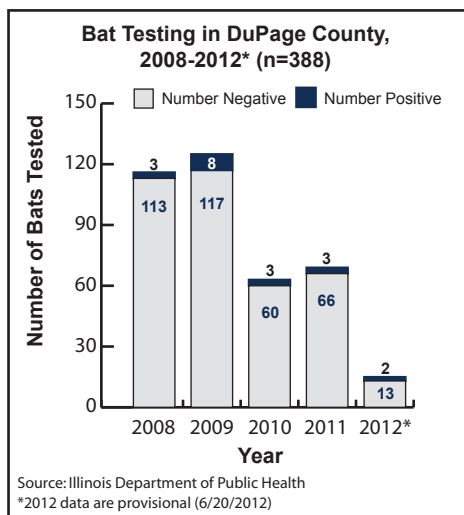 Bat Testing in DuPage County,
2008-2012* (n=388)
Number Negative Number Positive
Number of Bats Tested
150
120
90
60
30
0
3
113
8
117
3
60
3
66
2
13
2008 2009 2010 2011 2012*
Year
Source: Illinois Department of Public Health
*2012 data are provisional (6/20/2012)